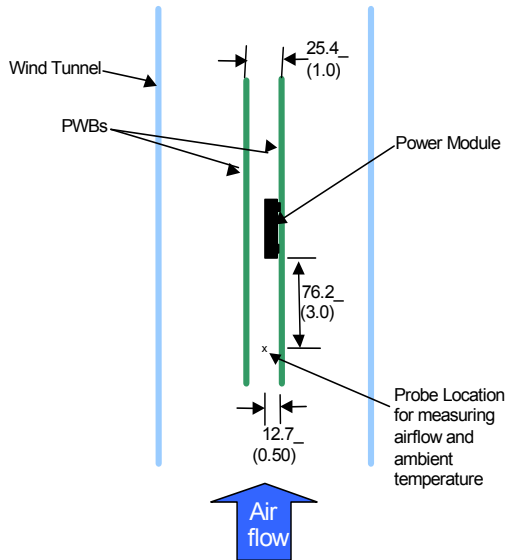 25.4_
(1.0)
Wind Tunnel
PWBs
Power Module
76.2_
(3.0)
x
Probe Location
for measuring
airflow and
ambient
temperature
12.7_
(0.50)
Air
flow